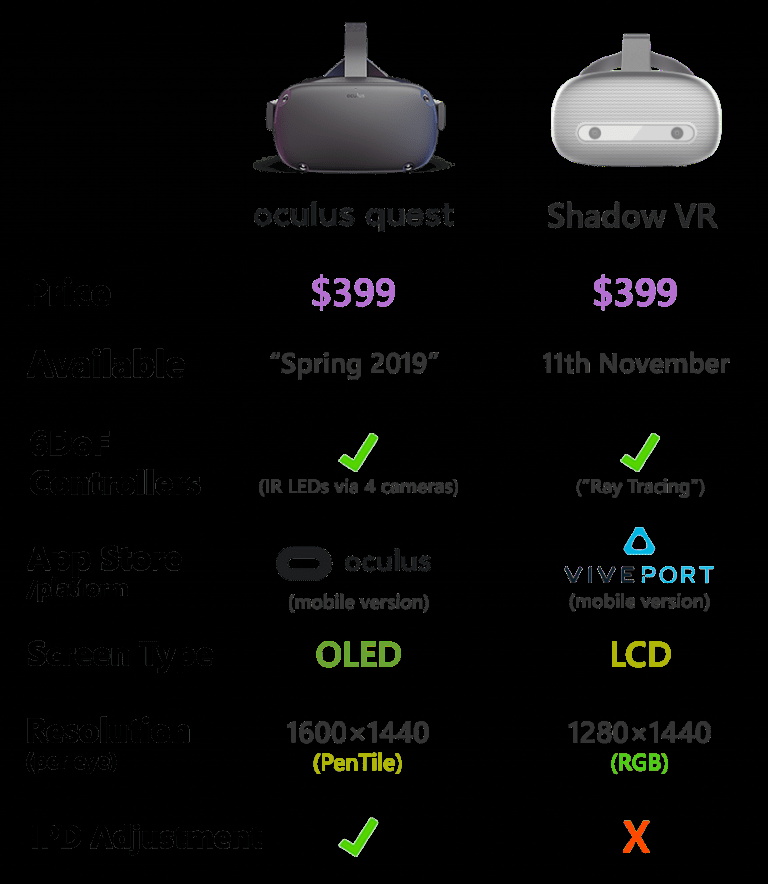 oculus quest Shadow VR
Price $399 $399
Available “Spring 2019” 11th November
6DoF
Controllers (IR LEDs via 4 cameras) (“Ray Tracing”)
App Store oculus VIVEPORT
/platform (mobile version) (mobile version)
Screen Type OLED LCD
Resolution 1600×1440 1280×1440
(per eye) (PenTile) (RGB)
IPD Adjustment X